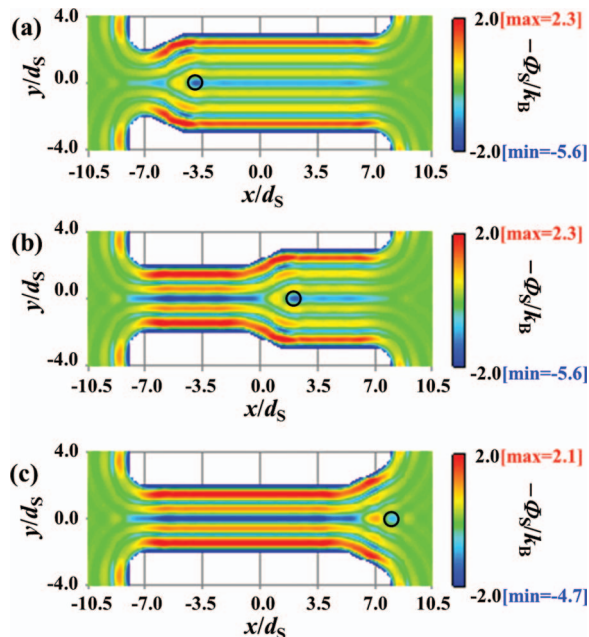 (a)
4.0
0.0
-4.0
y/dS
-10.5 -7.0 -3.5 0.0 3.5 7.0 10.5
x/dS
2.0[max=2.3]
-2.0[min=-5.6]
−ΦS/kB
(b)
4.0
0.0
-4.0
y/dS
-10.5 -7.0 -3.5 0.0 3.5 7.0 10.5
x/dS
2.0[max=2.3]
-2.0[min=-5.6]
−ΦS/kB
(c)
4.0
0.0
-4.0
y/dS
-10.5 -7.0 -3.5 0.0 3.5 7.0 10.5
x/dS
2.0[max=2.1]
-2.0[min=-4.7]
−ΦS/kB